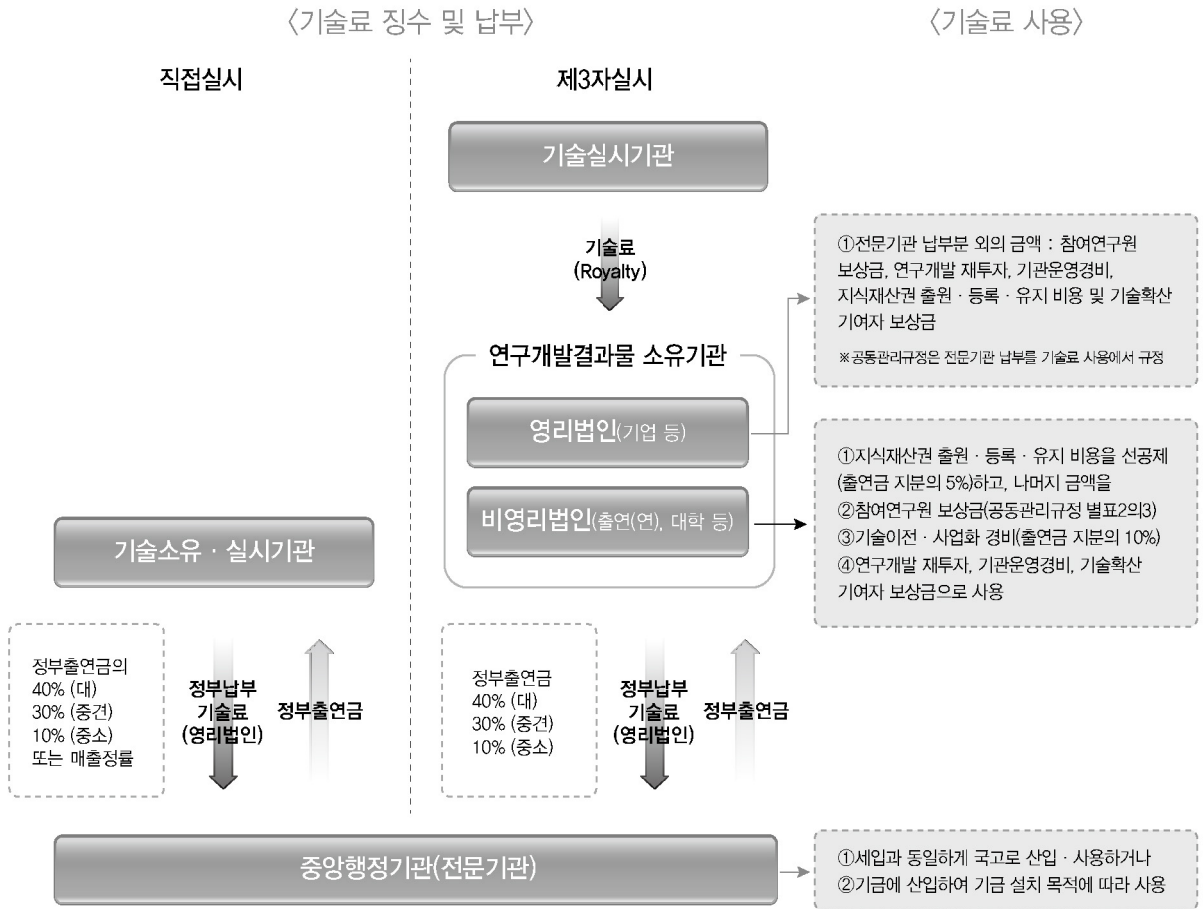 〈기술료 징수 및 납부〉
〈기술료 사용〉
직접실시
제3자실시
기술실시기관
기술료
(Royalty)
연구개발결과물 소유기관
영리법인(기업 등)
비영리법인(출연(연), 대학 등)
①전문기관 납부분 외의 금액 : 참여연구원
보상금, 연구개발 재투자, 기관운영경비,
지식재산권 출원 · 등록 · 유지 비용 및 기술확산
기여자 보상금
※공통관리규정은 전문기관 납부를 기술료 사용에서 규정
①지식재산권 출원 · 등록 · 유지 비용을 선공제
(출연금 지분의 5%)하고, 나머지 금액을
②참여연구원 보상금(공동관리규정 별표2의3)
③기술이전 · 사업화 경비(출연금 지분의 10%)
④연구개발 재투자, 기관운영경비, 기술확산
기여자 보상금으로 사용
기술소유 · 실시기관
정부출연금의
40% (대)
30% (중견)
10% (중소)
또는 매출정률
정부납부
기술료
(영리법인)
정부출연금
정부출연금
40% (대)
30% (중견)
10% (중소)
정부납부
기술료
(영리법인)
정부출연금
중앙행정기관(전문기관)
①세입과 동일하게 국고로 산입 · 사용하거나
②기금에 산입하여 기금 설치 목적에 따라 사용